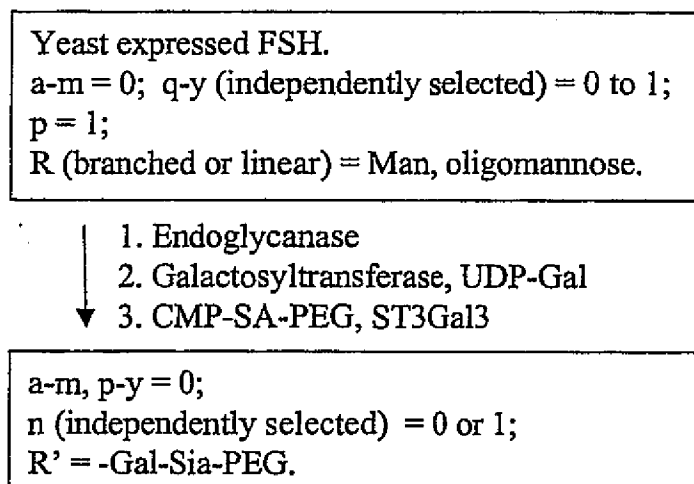 Yeast expressed FSH.
a-m = 0; q-y (independently selected) = 0 to 1;
p = 1;
R (branched or linear) = Man, oligomannose.
1. Endoglycanase
2. Galactosyltransferase, UDP-Gal
3. CMP-SA-PEG, ST3Gal3
a-m, p-y = 0;
n (independently selected) = 0 or 1;
R' = -Gal-Sia-PEG.